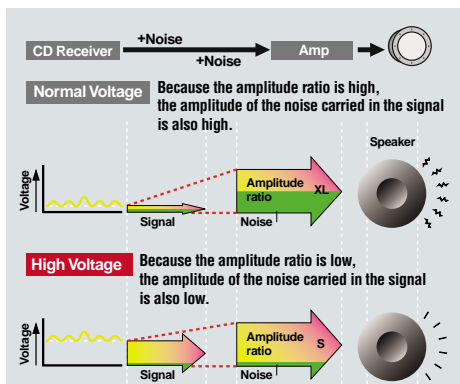 CD Receiver
+Noise
+Noise
Amp
Normal Voltage
Because the amplitude ratio is high,
the amplitude of the noise carried in the signal
is also high.
Speaker
Voltage
Amplitude
ratio
XL
Signal
Noise
High Voltage
Because the amplitude ratio is low,
the amplitude of the noise carried in the signal
is also low.
Voltage
Amplitude
ratio
S
Signal
Noise